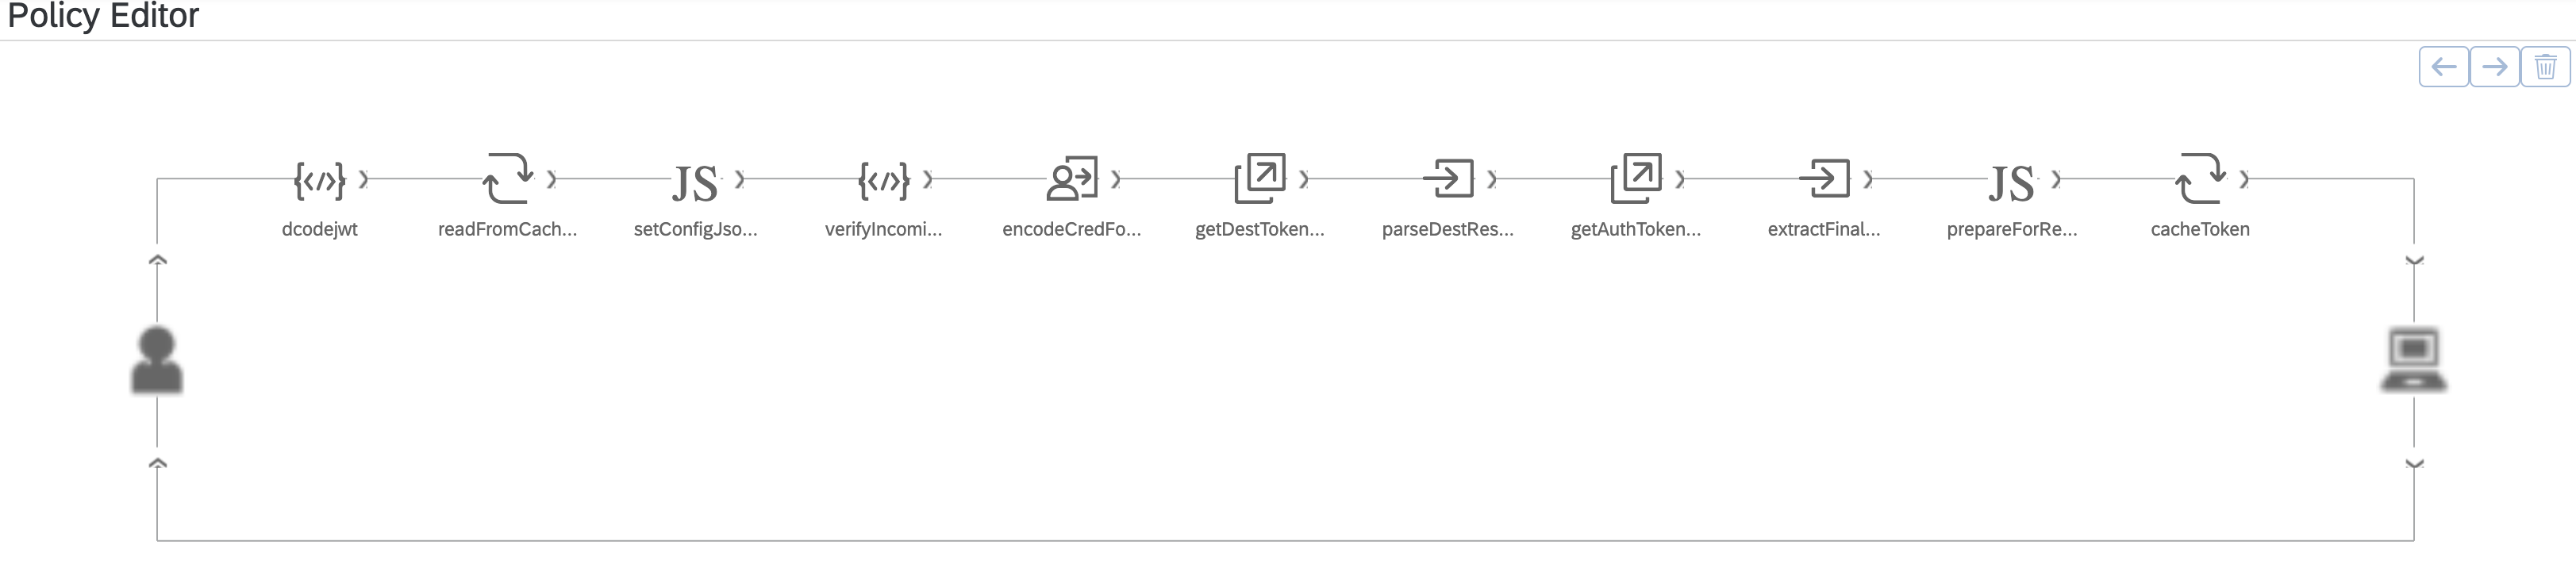 Policy Editor
JS
JS
dcodejwt
readFromCach...
setConfigJso...
verifyIncomi...
encodeCredFo...
getDestToken...
parseDestRes...
getAuthToken...
extractFinal...
prepareForRe...
cacheToken